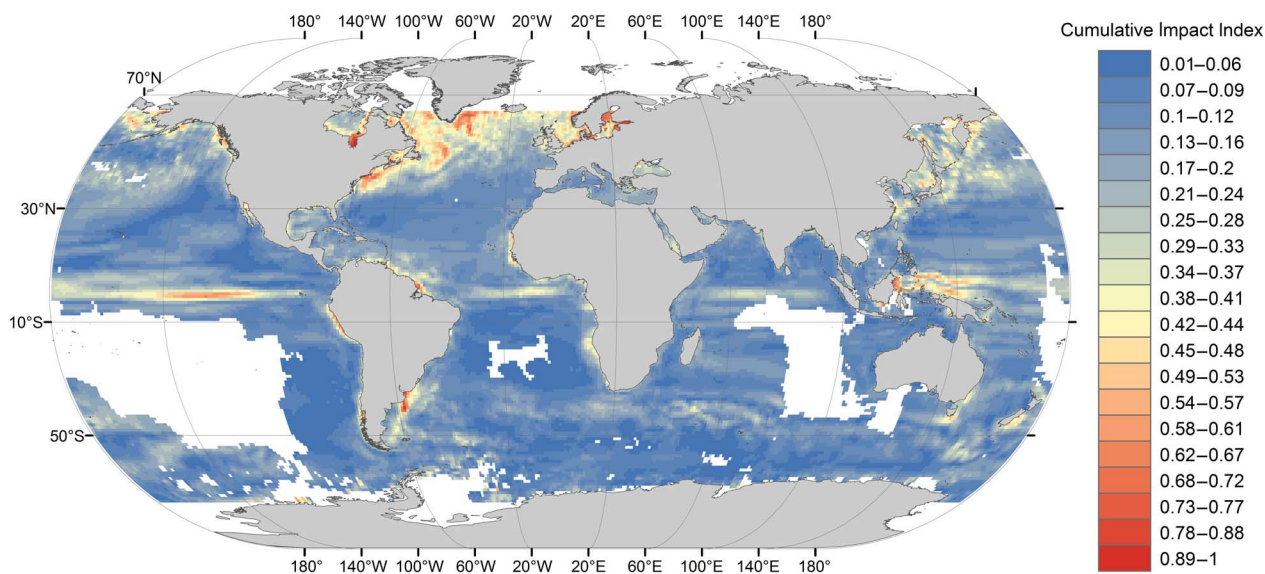 180° 140°W 100°W 60°W 20°W 20°E 60°E 100°E 140°E 180°
Cumulative Impact Index
70°N
30°N
10°S
50°S
180° 140°W 100°W 60°W 20°W 20°E 60°E 100°E 140°E 180°
0.01–0.06
0.07–0.09
0.1–0.12
0.13–0.16
0.17–0.2
0.21–0.24
0.25–0.28
0.29–0.33
0.34–0.37
0.38–0.41
0.42–0.44
0.45–0.48
0.49–0.53
0.54–0.57
0.58–0.61
0.62–0.67
0.68–0.72
0.73–0.77
0.78–0.88
0.89–1